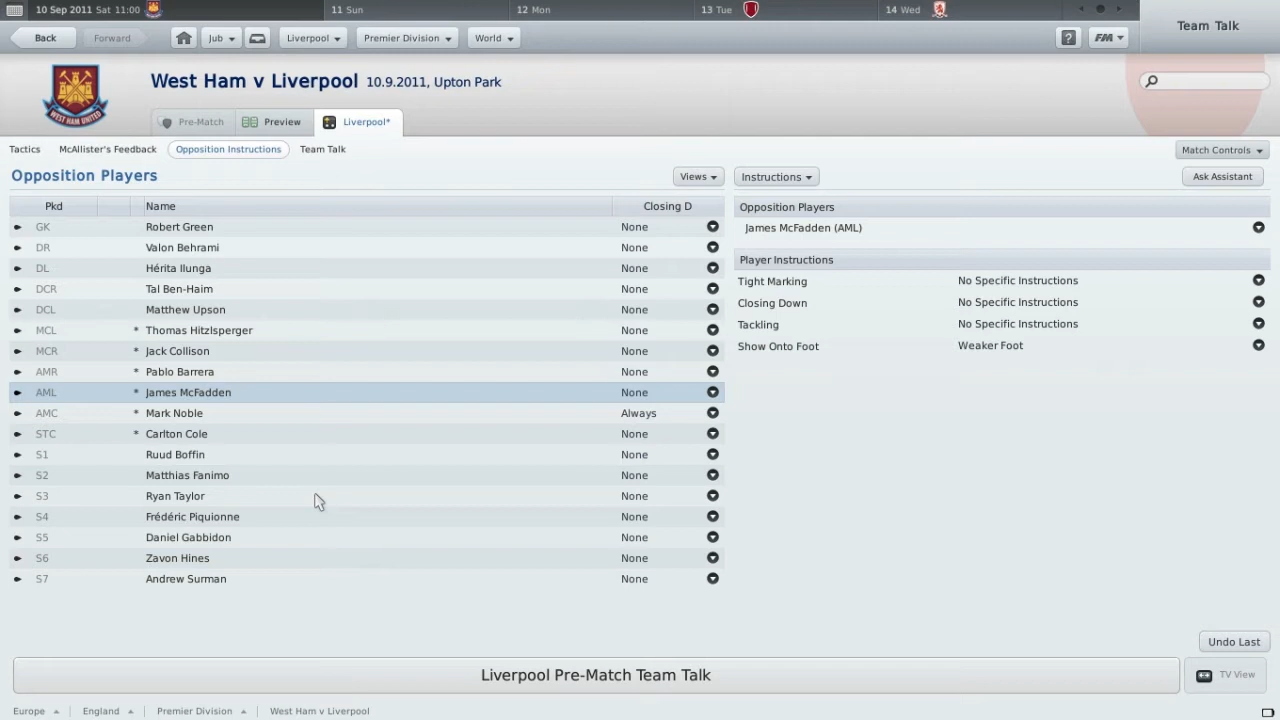 10 Sep 2011 Sat 11:00 11 Sun 12 Mon 13 Tue 14 Wed
Team Talk
Back Forward Job Liverpool Premier Division World ? FM
WEST HAM UNITED
West Ham v Liverpool 10.9.2011, Upton Park
Pre-Match Preview Liverpool*
Tactics McAllister's Feedback Opposition Instructions Team Talk Match Controls
Opposition Players Views Instructions Ask Assistant
Pkd Name Closing D
GK Robert Green None
DR Valon Behrami None
DL Hérita Ilunga None
DCR Tal Ben-Haim None
DCL Matthew Upson None
MCL * Thomas Hitzlsperger None
MCR * Jack Collison None
AMR * Pablo Barrera None
AML * James McFadden None
AMC * Mark Noble Always
STC * Carlton Cole None
S1 Ruud Boffin None
S2 Matthias Fanimo None
S3 Ryan Taylor None
S4 Frédéric Piquionne None
S5 Daniel Gabbidon None
S6 Zavon Hines None
S7 Andrew Surman None
Opposition Players
James McFadden (AML)
Player Instructions
Tight Marking No Specific Instructions
Closing Down No Specific Instructions
Tackling No Specific Instructions
Show Onto Foot Weaker Foot
Undo Last
Liverpool Pre-Match Team Talk TV View
Europe England Premier Division West Ham v Liverpool